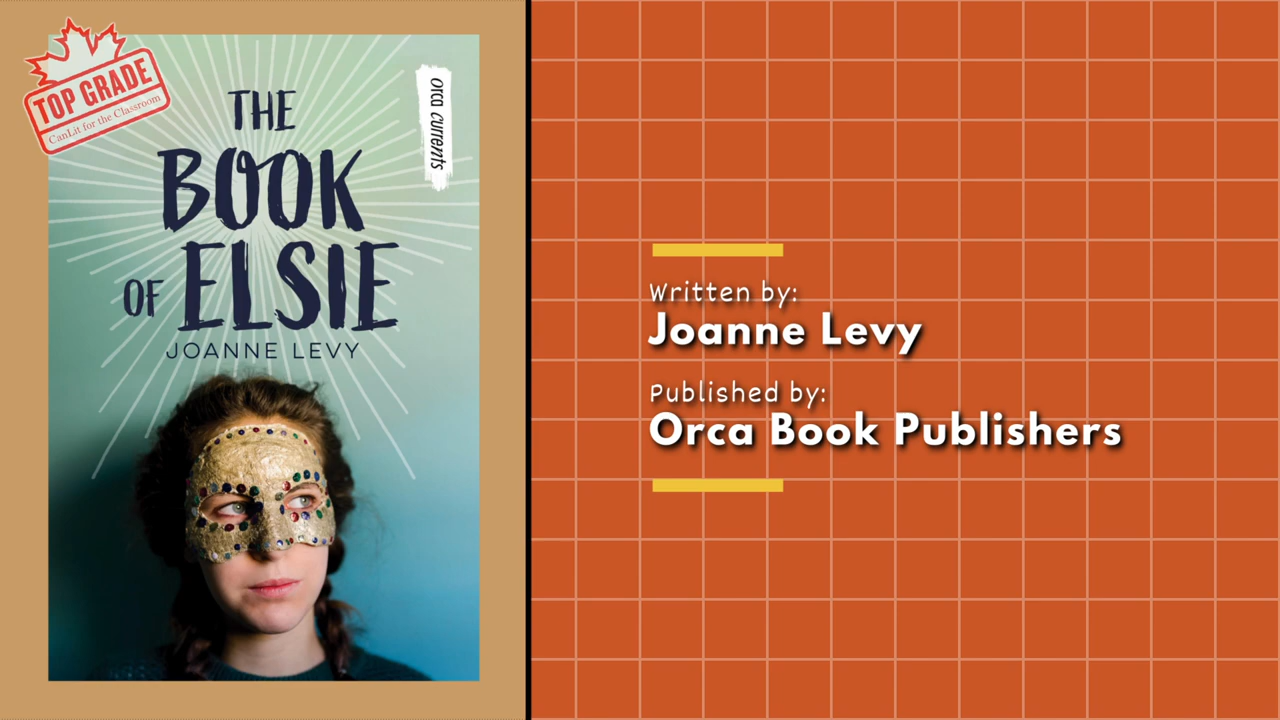 TOP GRADE
CanLit for the Classroom
THE
BOOK
OF ELSIE
JOANNE LEVY
orca currents
Written by:
Joanne Levy
Published by:
Orca Book Publishers